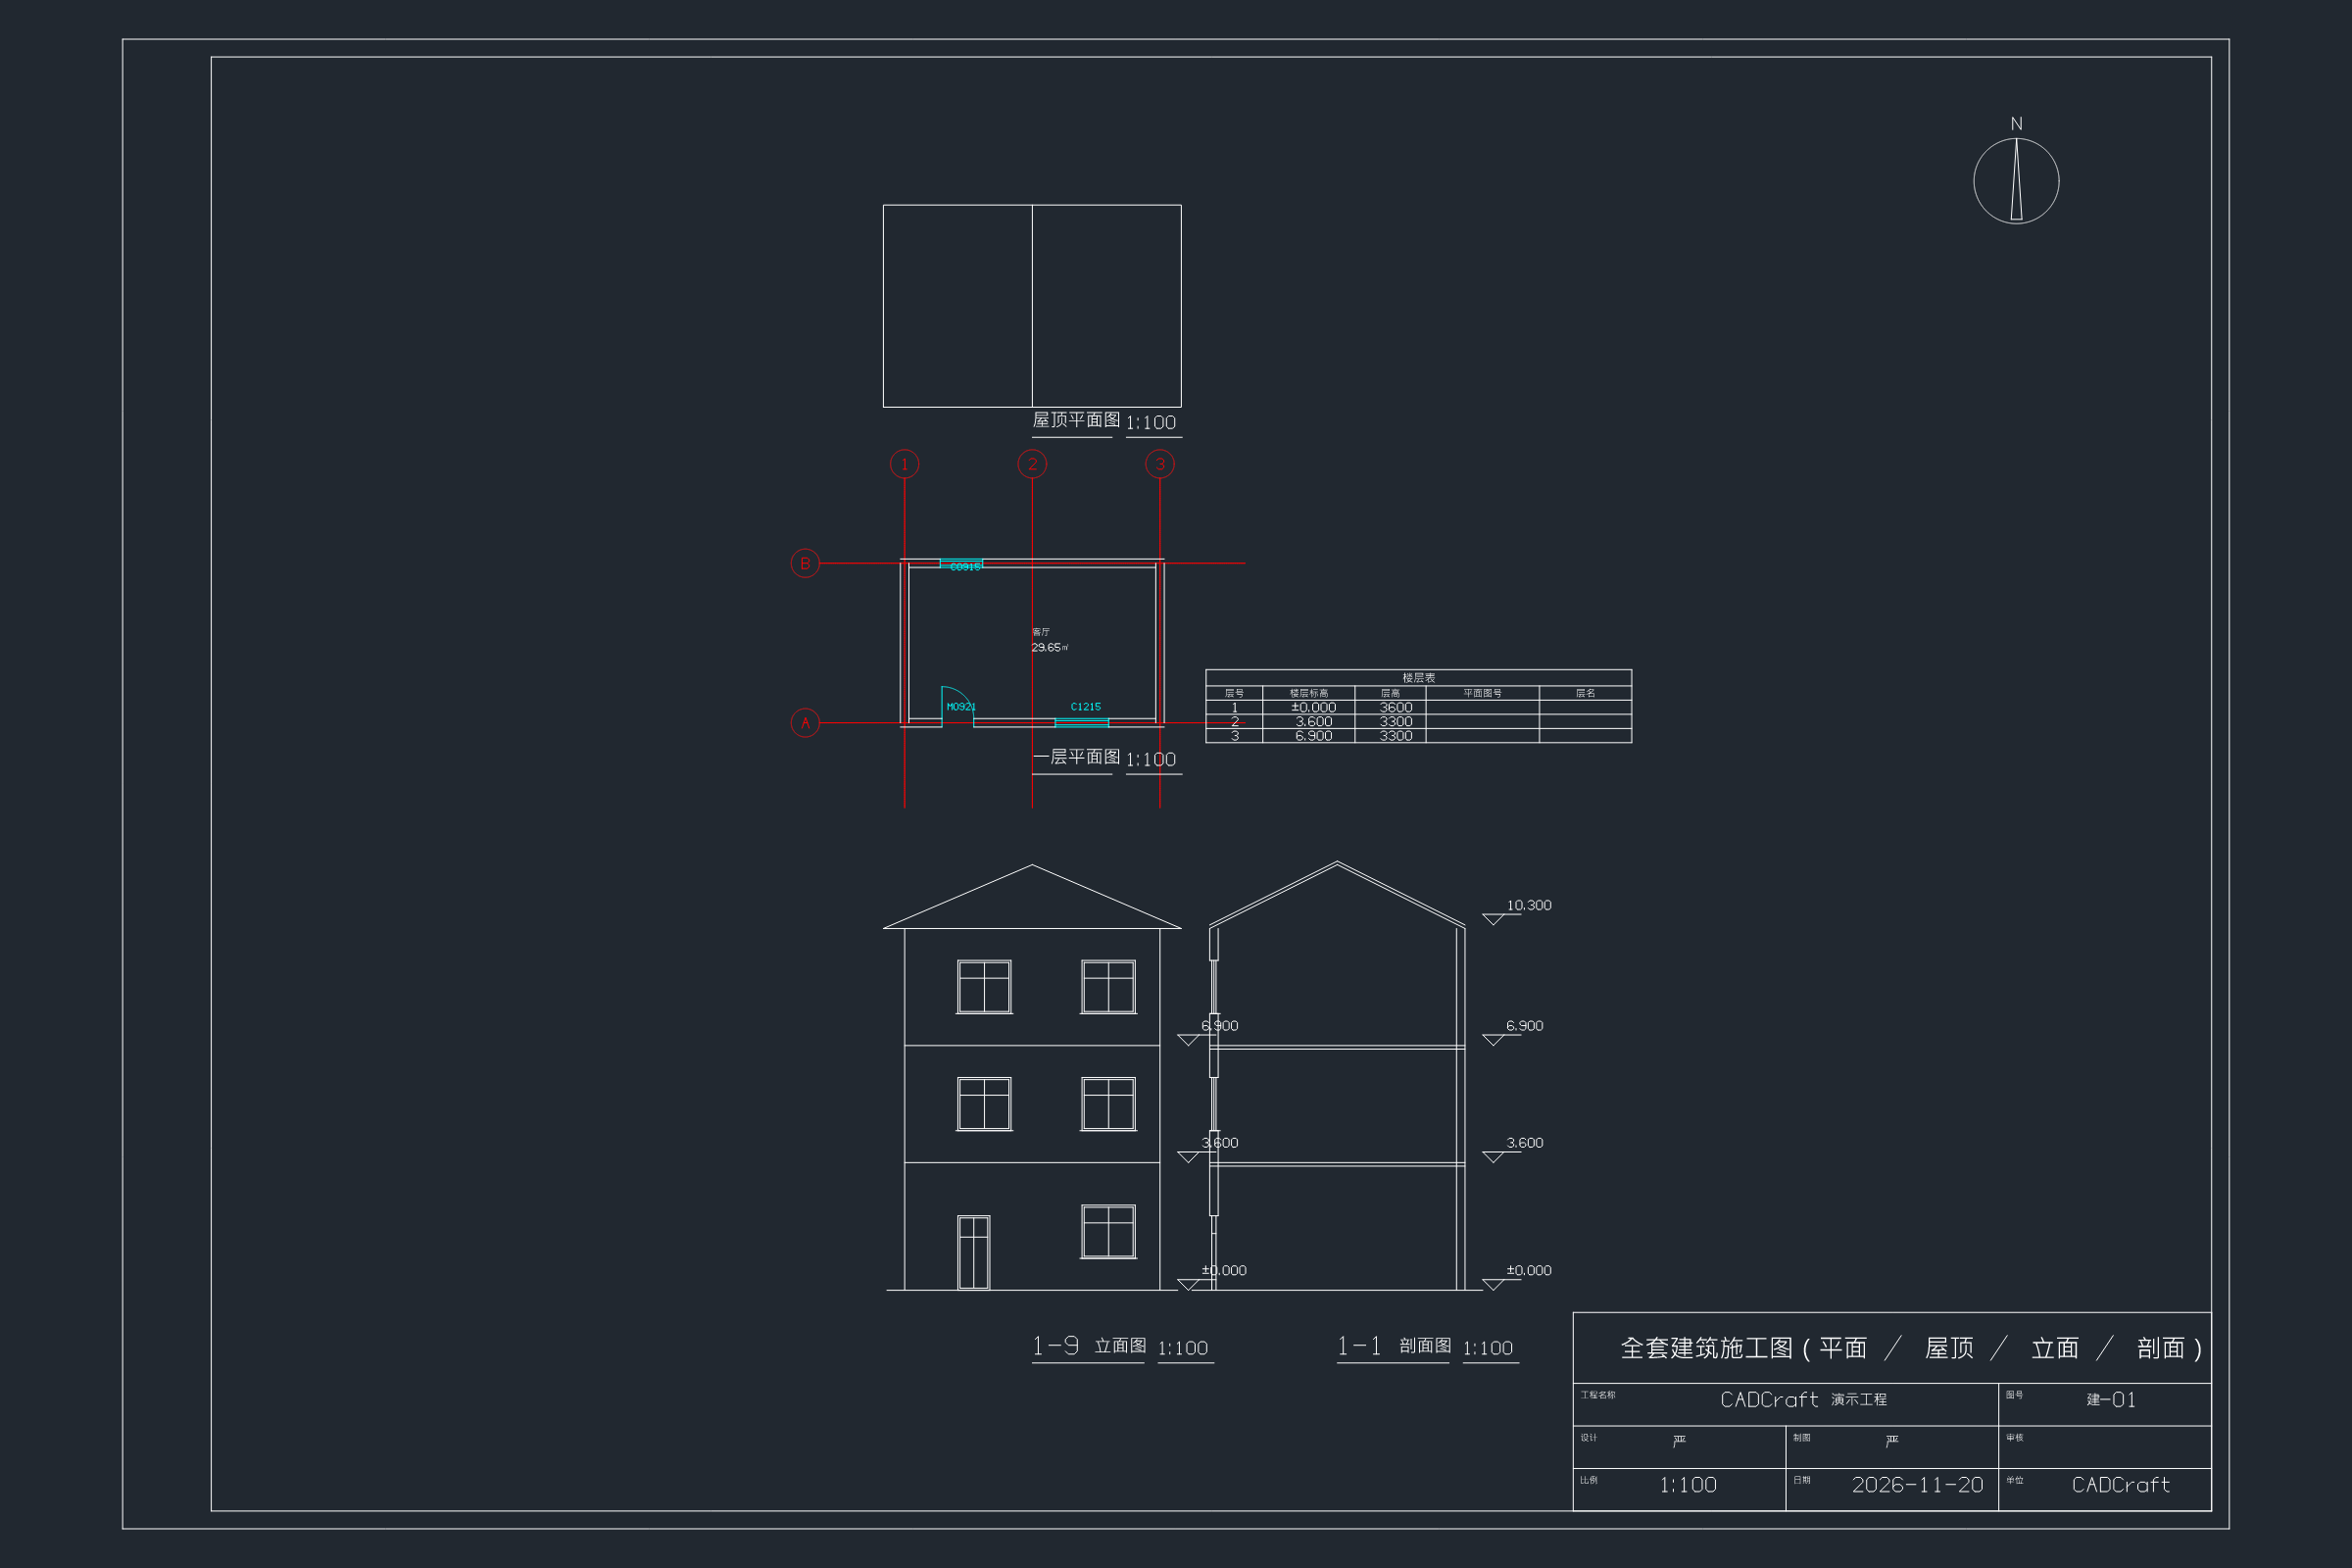 N
屋顶平面图 1:100
1 2 3
B
C0915
客厅
29.65㎡
M0921 C1215
A
一层平面图 1:100
楼层表
层号 楼层标高 层高 平面图号 层名
1 ±0.000 3600
2 3.600 3300
3 6.900 3300
10.300
6.900 6.900
3.600 3.600
±0.000 ±0.000
1-9 立面图 1:100
1-1 剖面图 1:100
全套建筑施工图(平面 / 屋顶 / 立面 / 剖面)
工程名称 CADCraft 演示工程 图号 建-01
设计 严 制图 严 审核
比例 1:100 日期 2026-11-20 单位 CADCraft